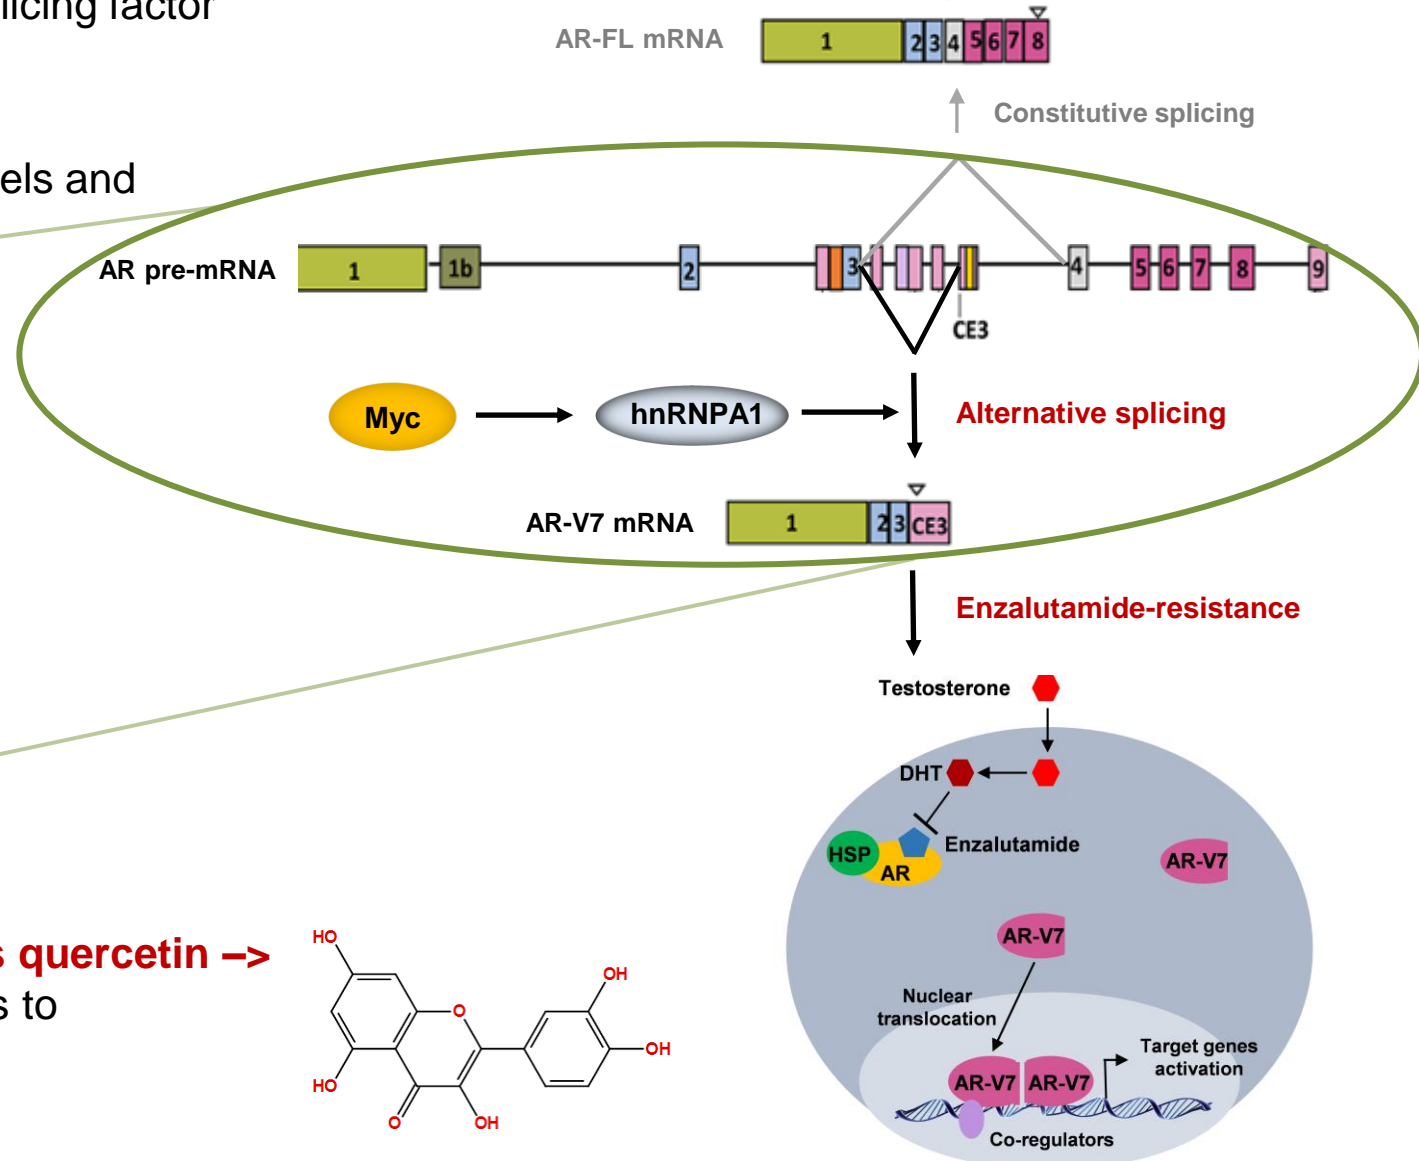 licing factor
AR-FL mRNA
1 2 3 4 5 6 7 8
Constitutive splicing
els and
AR pre-mRNA
1 1b 2 3 4 5 6 7 8 9
CE3
Myc
hnRNPA1
Alternative splicing
AR-V7 mRNA
1 2 3 CE3
Enzalutamide-resistance
Testosterone
DHT
Enzalutamide
HSP
AR
AR-V7
AR-V7
Nuclear
translocation
AR-V7 AR-V7
Target genes
activation
Co-regulators
s quercetin –>
s to
HO
O
OH
OH
HO
O
OH